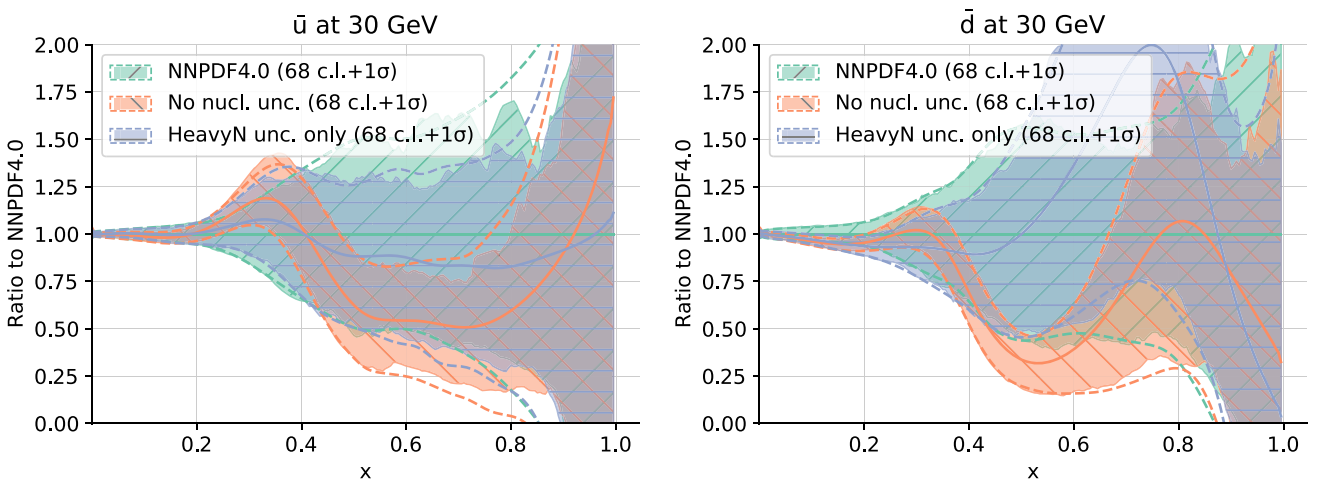 ū at 30 GeV
Ratio to NNPDF4.0
2.00
1.75
1.50
1.25
1.00
0.75
0.50
0.25
0.00
NNPDF4.0 (68 c.l.+1σ)
No nucl. unc. (68 c.l.+1σ)
HeavyN unc. only (68 c.l.+1σ)
0.2 0.4 0.6 0.8 1.0
x
d̄ at 30 GeV
Ratio to NNPDF4.0
2.00
1.75
1.50
1.25
1.00
0.75
0.50
0.25
0.00
NNPDF4.0 (68 c.l.+1σ)
No nucl. unc. (68 c.l.+1σ)
HeavyN unc. only (68 c.l.+1σ)
0.2 0.4 0.6 0.8 1.0
x